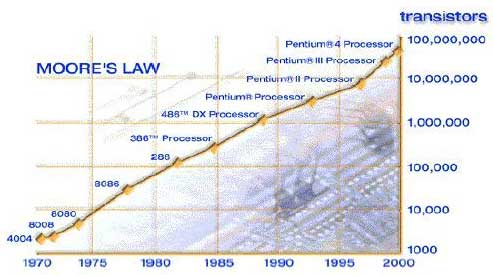 transistors
Pentium® 4 Processor
100,000,000
Pentium® III Processor
MOORE'S LAW
Pentium® II Processor
10,000,000
Pentium® Processor
486™ DX Processor
1,000,000
386™ Processor
286
100,000
8086
8080
10,000
8008
4004
1000
1970 1975 1980 1985 1990 1995 2000